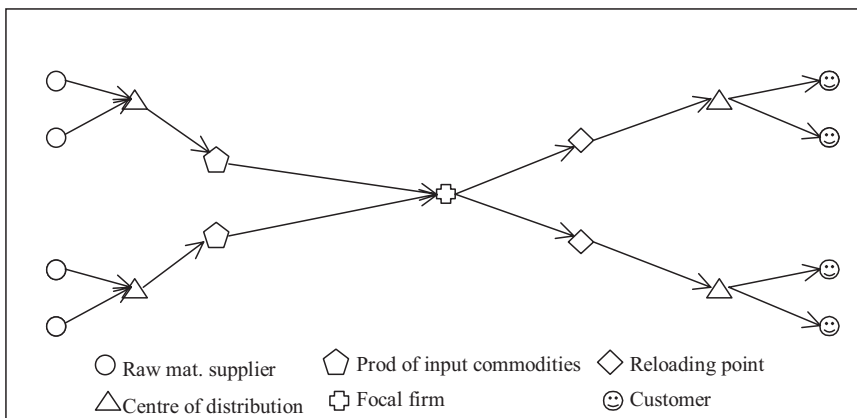 Raw mat. supplier Prod of input commodities Reloading point
Centre of distribution Focal firm Customer